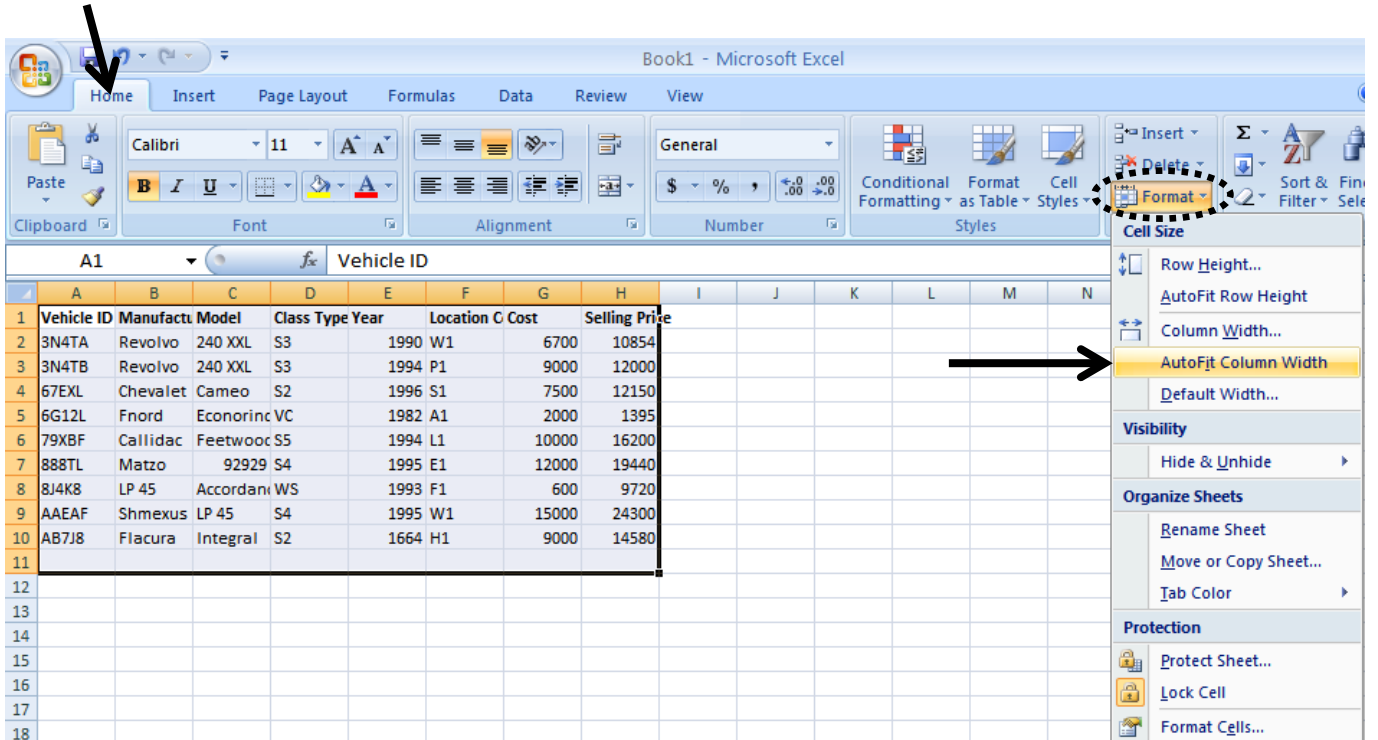 Book1 - Microsoft Excel
Home Insert Page Layout Formulas Data Review View
Paste
Clipboard
Calibri 11 A A
B I U A
Font
Alignment
General
$ % , .0 .00 .00 .0
Number
Conditional Formatting
Format as Table
Cell Styles
Styles
Insert
Delete
Format
Σ
A Z
Sort & Filter
Fin
Sele
A1 fx Vehicle ID
A B C D E F G H I J K L M N
1 Vehicle ID Manufactu Model Class Type Year Location C Cost Selling Price
2 3N4TA Revolvo 240 XXL S3 1990 W1 6700 10854
3 3N4TB Revolvo 240 XXL S3 1994 P1 9000 12000
4 67EXL Chevalet Cameo S2 1996 S1 7500 12150
5 6G12L Fnord Econorinc VC 1982 A1 2000 1395
6 79XBF Callidac Feetwooc S5 1994 L1 10000 16200
7 888TL Matzo 92929 S4 1995 E1 12000 19440
8 8J4K8 LP 45 Accordan WS 1993 F1 600 9720
9 AAEAF Shmexus LP 45 S4 1995 W1 15000 24300
10 AB7J8 Flacura Integral S2 1664 H1 9000 14580
11
12
13
14
15
16
17
18
Cell Size
Row Height...
AutoFit Row Height
Column Width...
AutoFit Column Width
Default Width...
Visibility
Hide & Unhide
Organize Sheets
Rename Sheet
Move or Copy Sheet...
Tab Color
Protection
Protect Sheet...
Lock Cell
Format Cells...